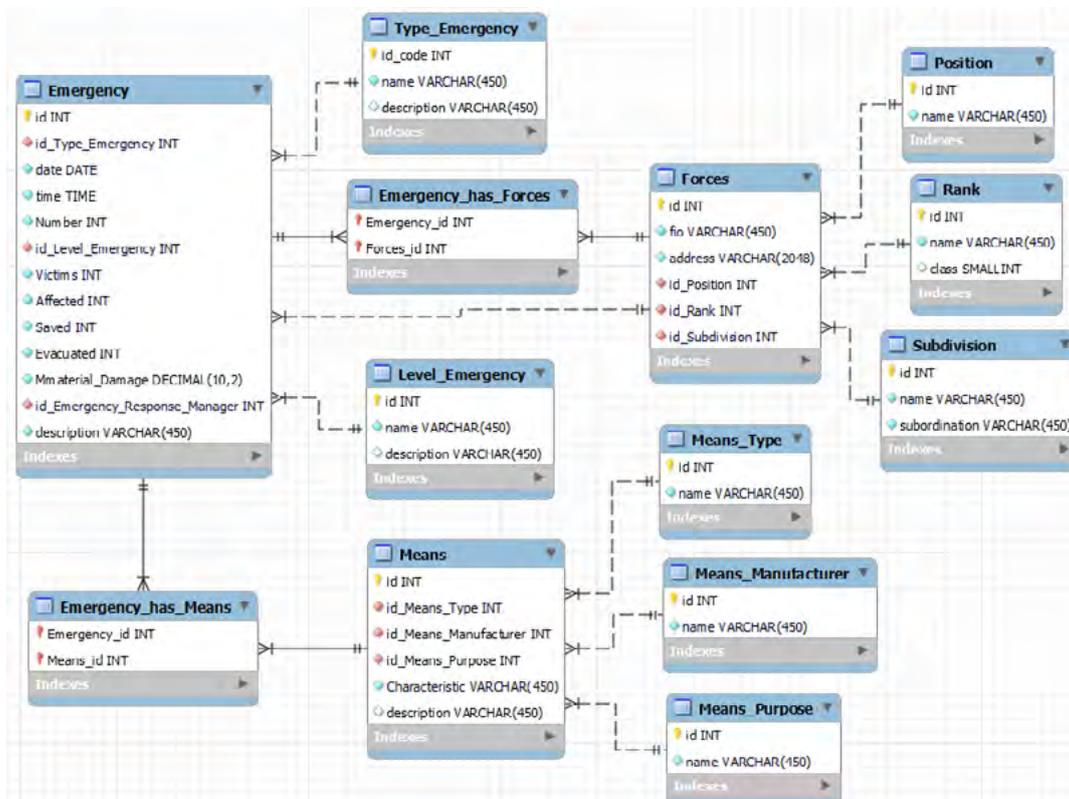 Type_Emergency
id_code INT
name VARCHAR(450)
description VARCHAR(450)
Indexes
Emergency
id INT
id_Type_Emergency INT
date DATE
time TIME
Number INT
id_Level_Emergency INT
Victims INT
Affected INT
Saved INT
Evacuated INT
Mmaterial_Damage DECIMAL(10,2)
id_Emergency_Response_Manager INT
description VARCHAR(450)
Indexes
Emergency_has_Forces
Emergency_id INT
Forces_id INT
Indexes
Forces
id INT
fio VARCHAR(450)
address VARCHAR(2048)
id_Position INT
id_Rank INT
id_Subdivision INT
Indexes
Position
id INT
name VARCHAR(450)
Indexes
Rank
id INT
name VARCHAR(450)
class SMALLINT
Indexes
Subdivision
id INT
name VARCHAR(450)
subordination VARCHAR(450)
Indexes
Level_Emergency
id INT
name VARCHAR(450)
description VARCHAR(450)
Indexes
Means_Type
id INT
name VARCHAR(450)
Indexes
Means
id INT
id_Means_Type INT
id_Means_Manufacturer INT
id_Means_Purpose INT
Characteristic VARCHAR(450)
description VARCHAR(450)
Indexes
Means_Manufacturer
id INT
name VARCHAR(450)
Indexes
Emergency_has_Means
Emergency_id INT
Means_id INT
Indexes
Means_Purpose
id INT
name VARCHAR(450)
Indexes